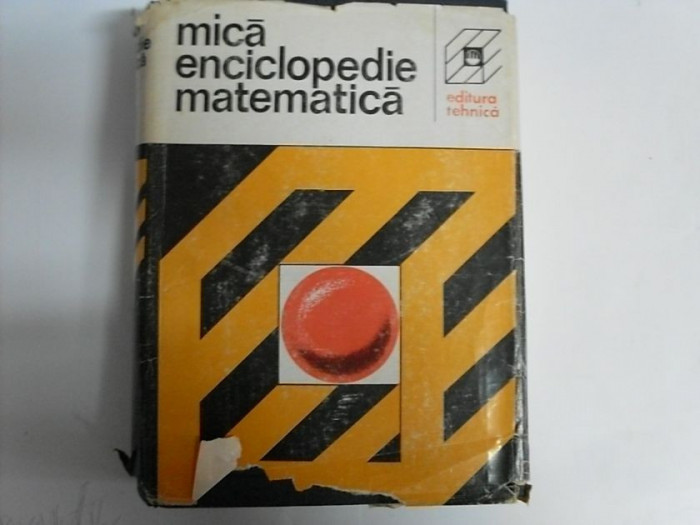 mică
enciclopedie
matematică
editura
tehnică